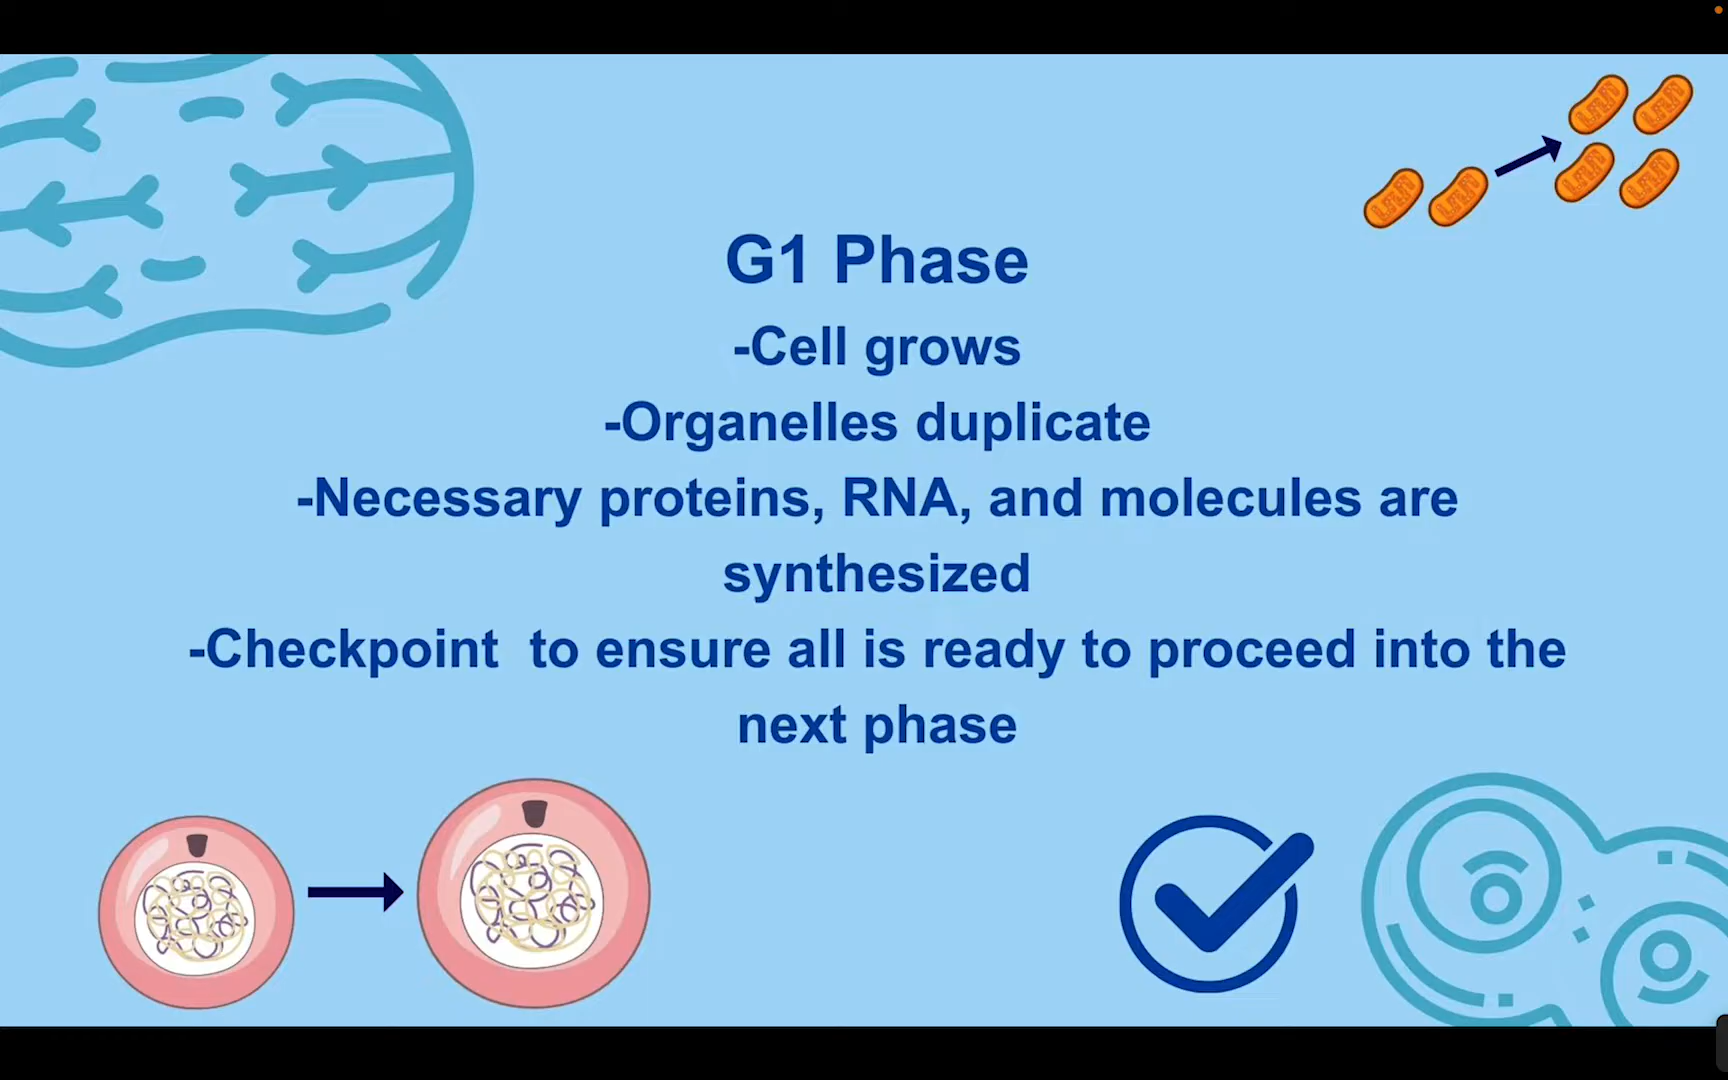 G1 Phase
-Cell grows
-Organelles duplicate
-Necessary proteins, RNA, and molecules are
synthesized
-Checkpoint  to ensure all is ready to proceed into the
next phase